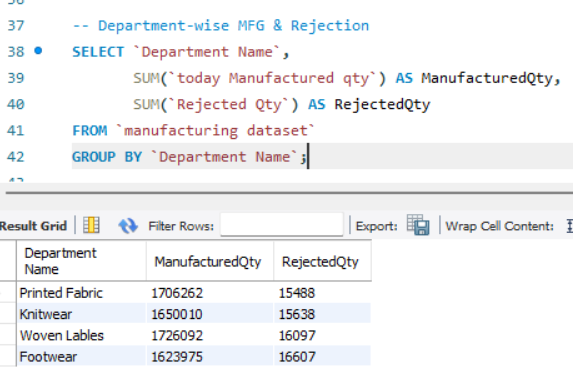 37 -- Department-wise MFG & Rejection
38 SELECT `Department Name`,
39 SUM(`today Manufactured qty`) AS ManufacturedQty,
40 SUM(`Rejected Qty`) AS RejectedQty
41 FROM `manufacturing dataset`
42 GROUP BY `Department Name`;
Result Grid Filter Rows: Export: Wrap Cell Content:
Department Name ManufacturedQty RejectedQty
Printed Fabric 1706262 15488
Knitwear 1650010 15638
Woven Lables 1726092 16097
Footwear 1623975 16607